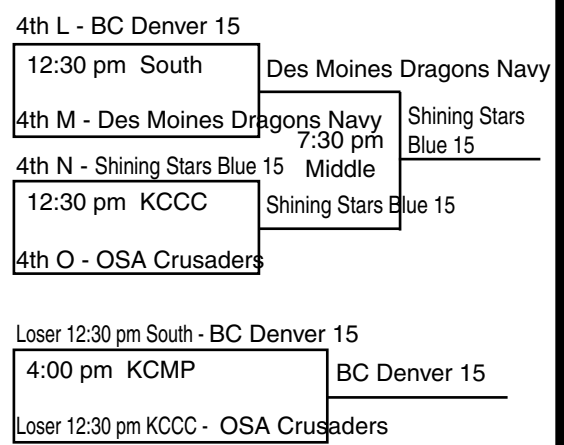 4th L - BC Denver 15
12:30 pm South
Des Moines Dragons Navy
4th M - Des Moines Dragons Navy
7:30 pm
Middle
Shining Stars
Blue 15
4th N - Shining Stars Blue 15
12:30 pm KCCC
Shining Stars Blue 15
4th O - OSA Crusaders
Loser 12:30 pm South - BC Denver 15
4:00 pm KCMP
BC Denver 15
Loser 12:30 pm KCCC - OSA Crusaders